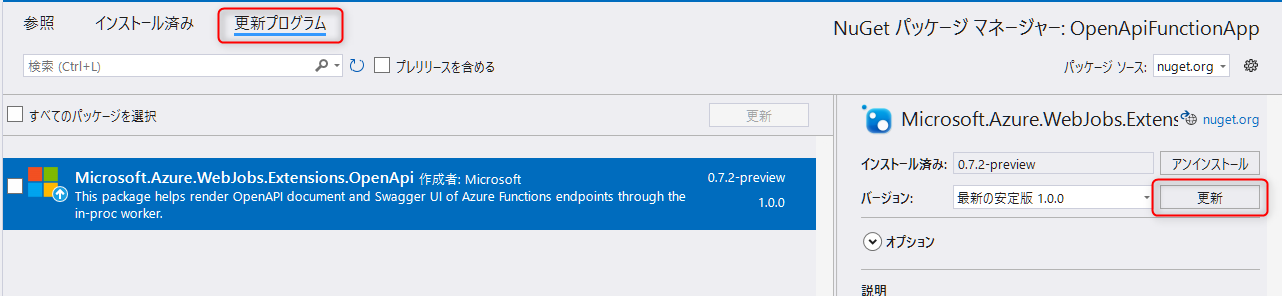 参照 インストール済み 更新プログラム
NuGet パッケージ マネージャー: OpenApiFunctionApp
検索 (Ctrl+L) プレリリースを含める
パッケージ ソース: nuget.org
すべてのパッケージを選択 更新
Microsoft.Azure.WebJobs.Extensions.OpenApi 作成者: Microsoft 0.7.2-preview
This package helps render OpenAPI document and Swagger UI of Azure Functions endpoints through the 1.0.0
in-proc worker.
Microsoft.Azure.WebJobs.Extens nuget.org
インストール済み: 0.7.2-preview アンインストール
バージョン: 最新の安定版 1.0.0 更新
オプション
説明